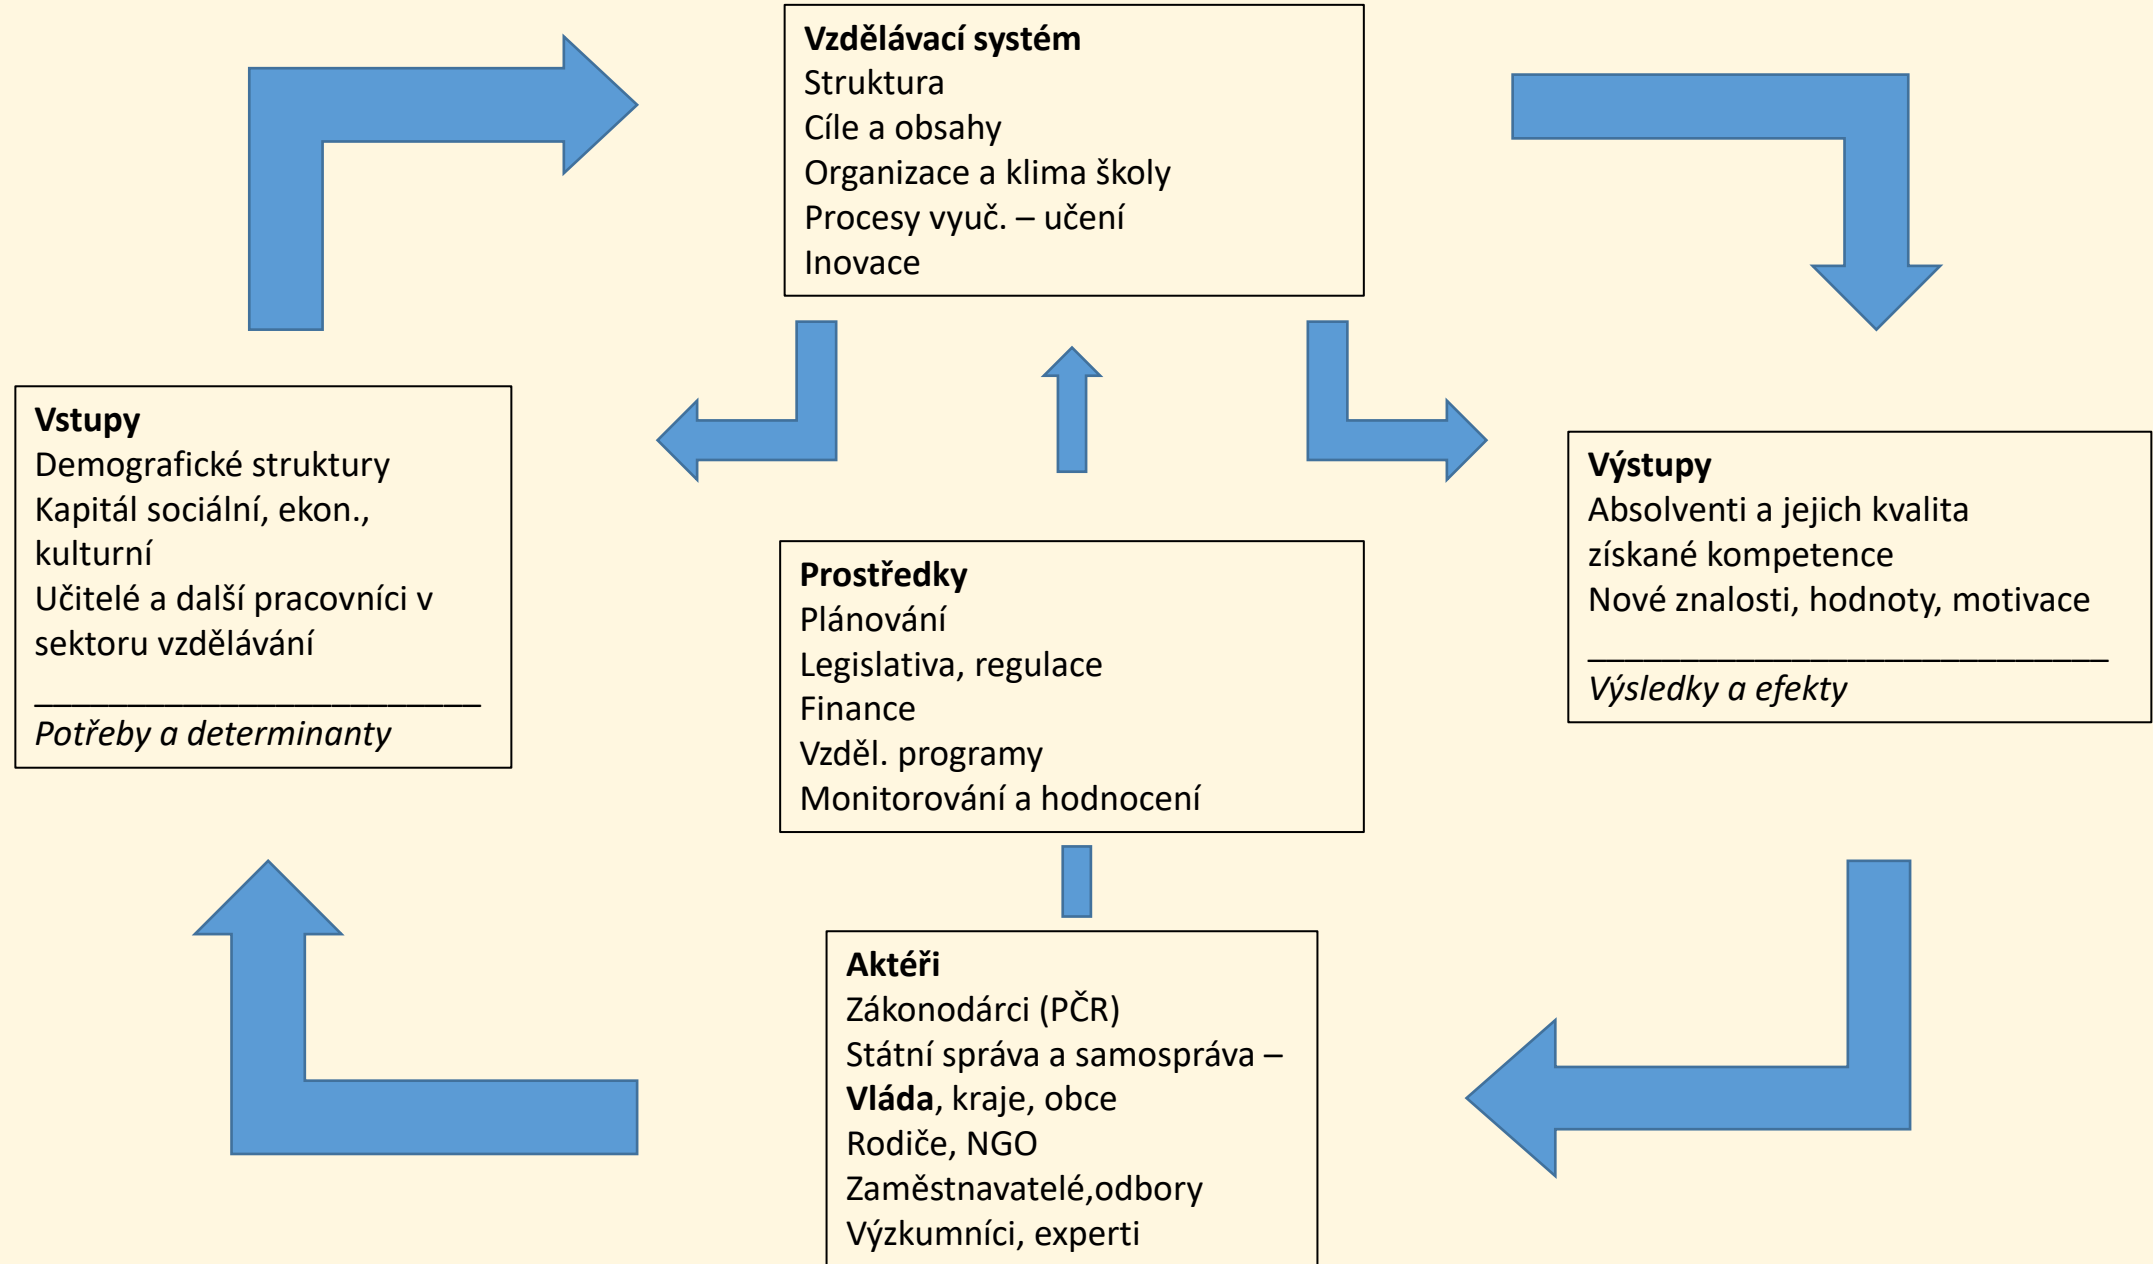 Vzdělávací systém
Struktura
Cíle a obsahy
Organizace a klima školy
Procesy vyuč. – učení
Inovace
Vstupy
Demografické struktury
Kapitál sociální, ekon.,
kulturní
Učitelé a další pracovníci v
sektoru vzdělávání
Potřeby a determinanty
Prostředky
Plánování
Legislativa, regulace
Finance
Vzděl. programy
Monitorování a hodnocení
Výstupy
Absolventi a jejich kvalita
získané kompetence
Nové znalosti, hodnoty, motivace
Výsledky a efekty
Aktéři
Zákonodárci (PČR)
Státní správa a samospráva –
Vláda, kraje, obce
Rodiče, NGO
Zaměstnavatelé,odbory
Výzkumníci, experti